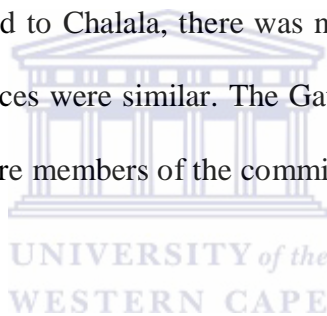 d to Chalala, there was n
ces were similar. The Ga
re members of the commi
UNIVERSITY of the
WESTERN CAPE